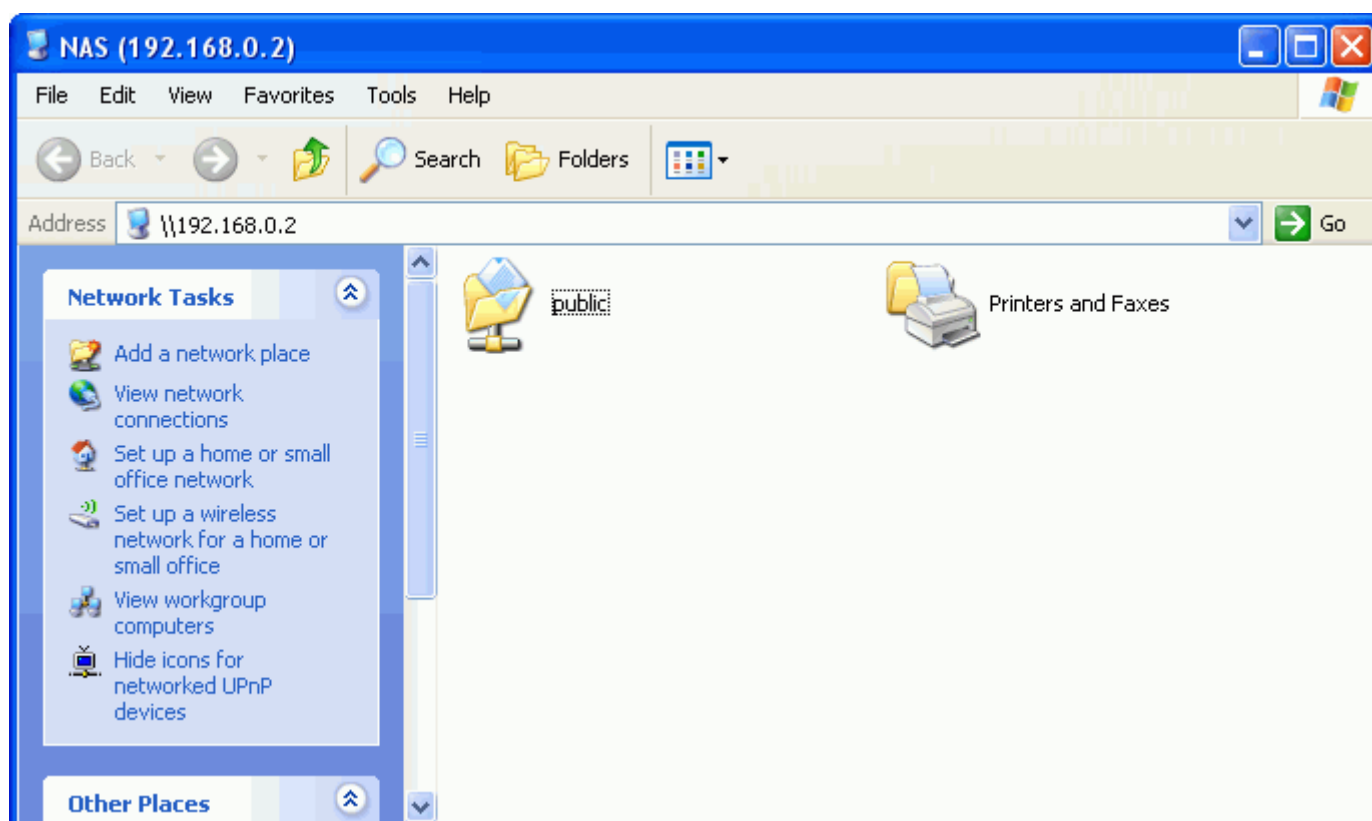 NAS (192.168.0.2)
File Edit View Favorites Tools Help
Back Search Folders
Address \\192.168.0.2 Go
Network Tasks
Add a network place
View network
connections
Set up a home or small
office network
Set up a wireless
network for a home or
small office
View workgroup
computers
Hide icons for
networked UPnP
devices
Other Places
public
Printers and Faxes